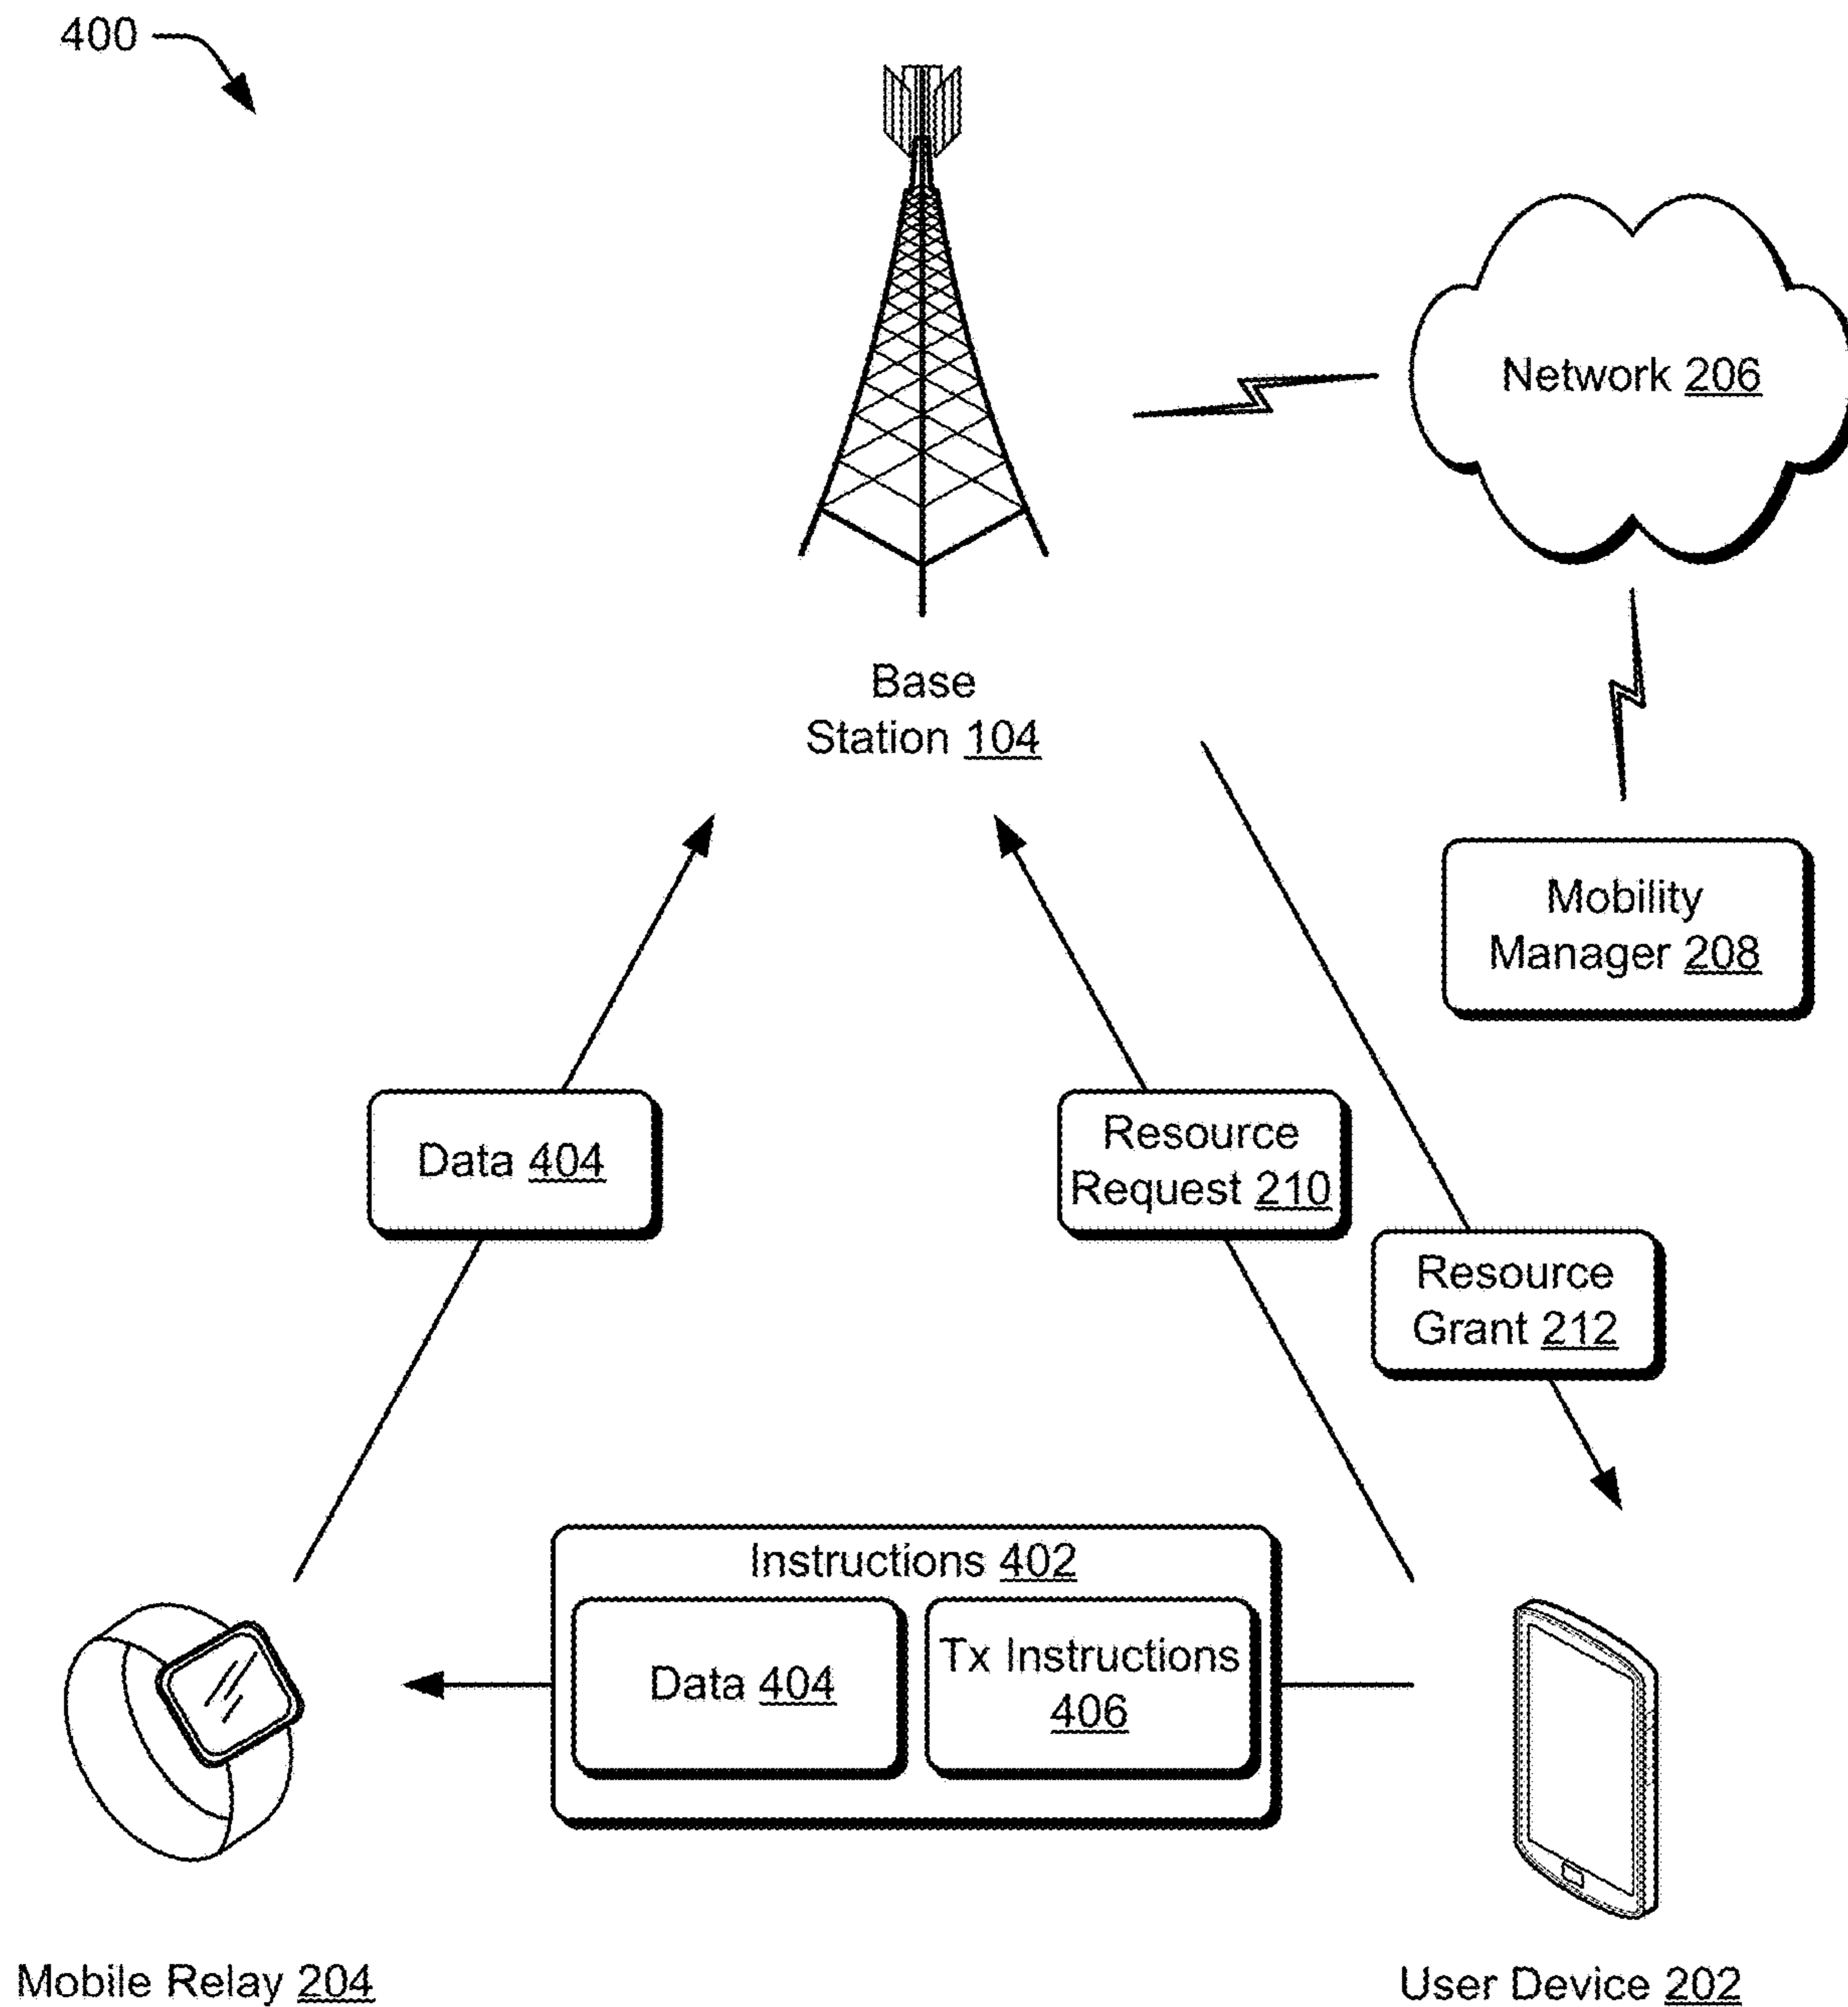 400
Network 206
Base
Station 104
Mobility
Manager 208
Data 404
Resource
Request 210
Resource
Grant 212
Instructions 402
Data 404
Tx Instructions
406
Mobile Relay 204
User Device 202